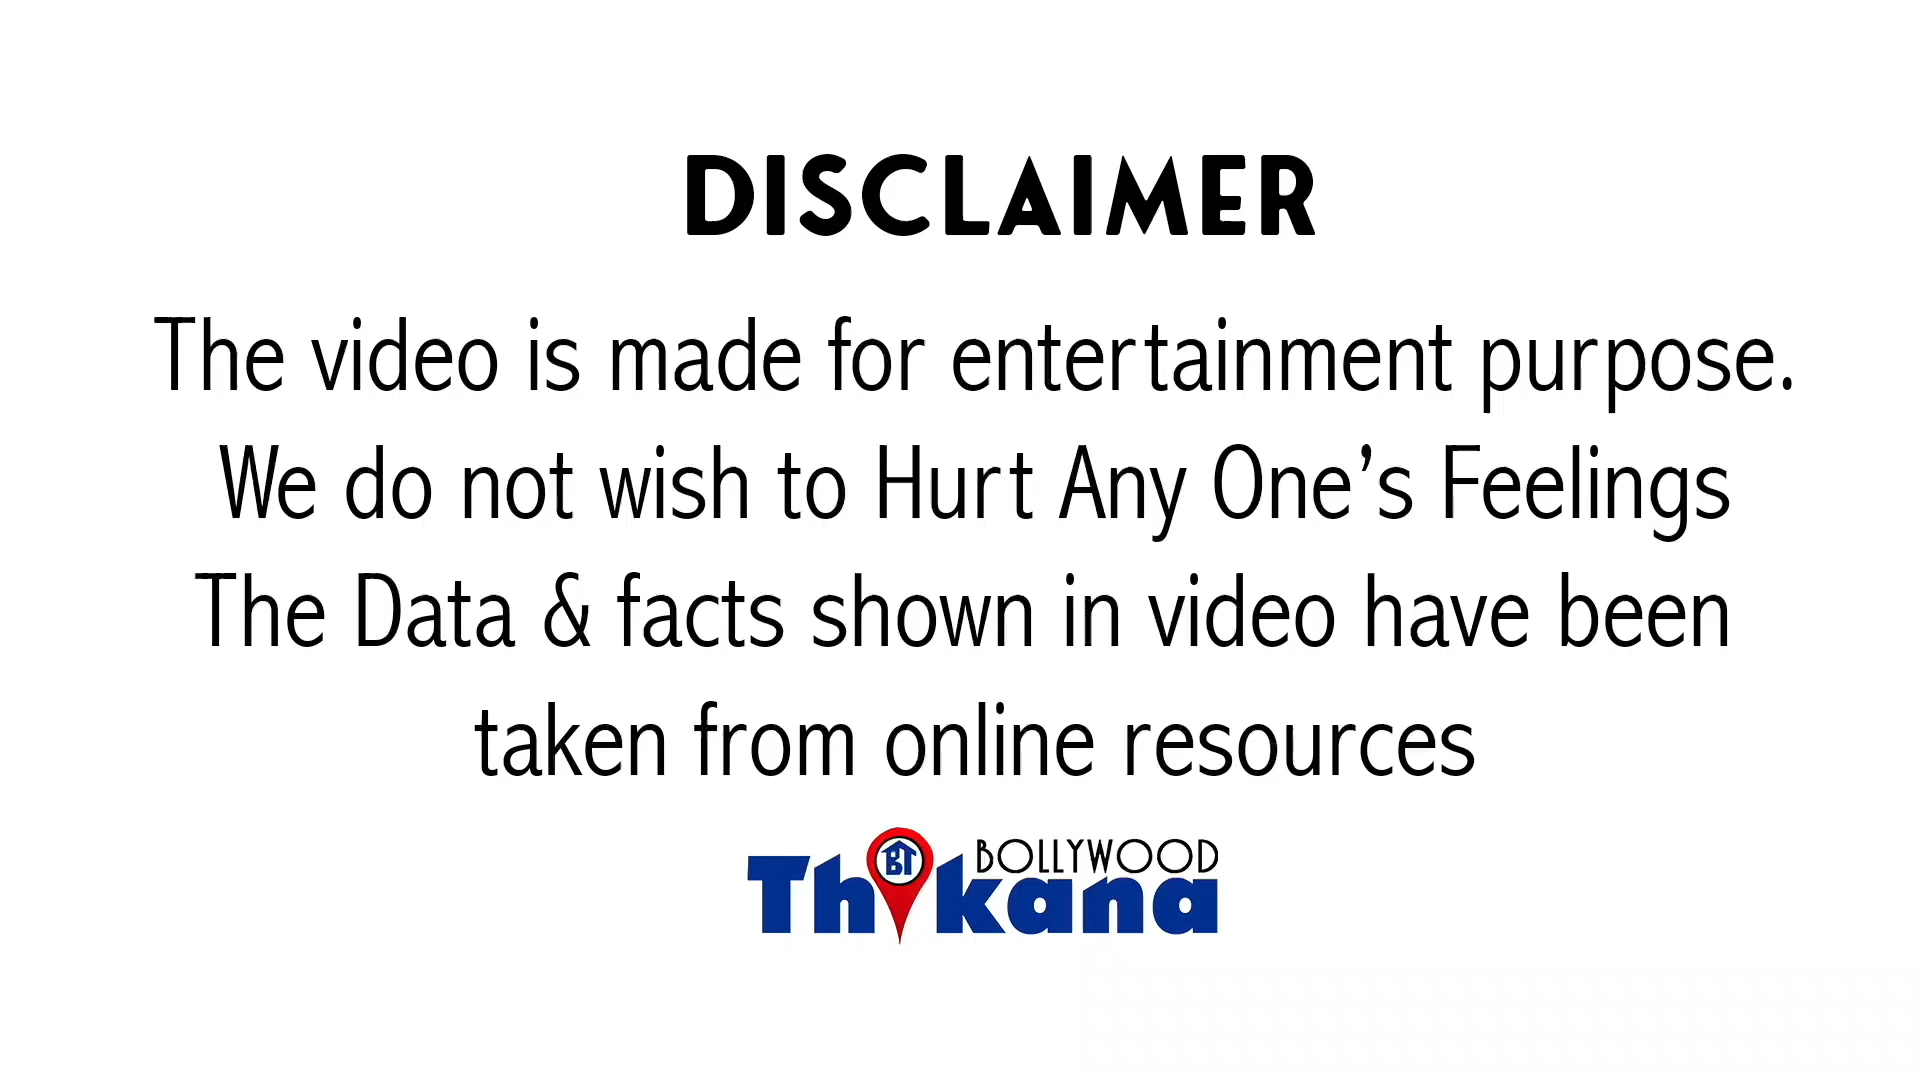 DISCLAIMER
The video is made for entertainment purpose.
We do not wish to Hurt Any One’s Feelings
The Data & facts shown in video have been
taken from online resources
BT
BOLLYWOOD
Thikana